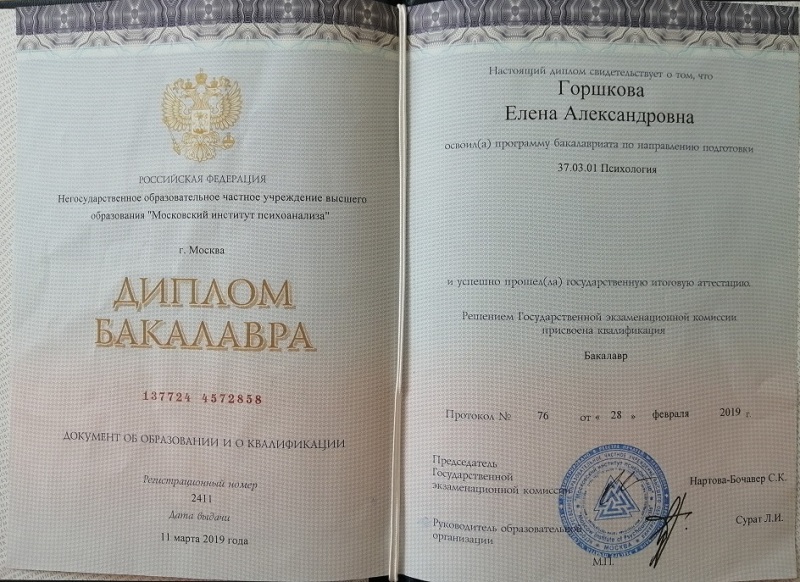 РОССИЙСКАЯ ФЕДЕРАЦИЯ
Негосударственное образовательное частное учреждение высшего
образования "Московский институт психоанализа"
г. Москва
ДИПЛОМ
БАКАЛАВРА
137724 4572858
ДОКУМЕНТ ОБ ОБРАЗОВАНИИ И О КВАЛИФИКАЦИИ
Регистрационный номер
2411
Дата выдачи
11 марта 2019 года
Настоящий диплом свидетельствует о том, что
Горшкова
Елена Александровна
освоил(а) программу бакалавриата по направлению подготовки
37.03.01 Психология
и успешно прошел(ла) государственную итоговую аттестацию.
Решением Государственной экзаменационной комиссии
присвоена квалификация
Бакалавр
Протокол № 76 от « 28 » февраля 2019 г.
Председатель
Государственной
экзаменационной комиссии
Нартова-Бочавер С.К.
Руководитель образовательной
организации
Сурат Л.И.
М.П.
МОСКВА